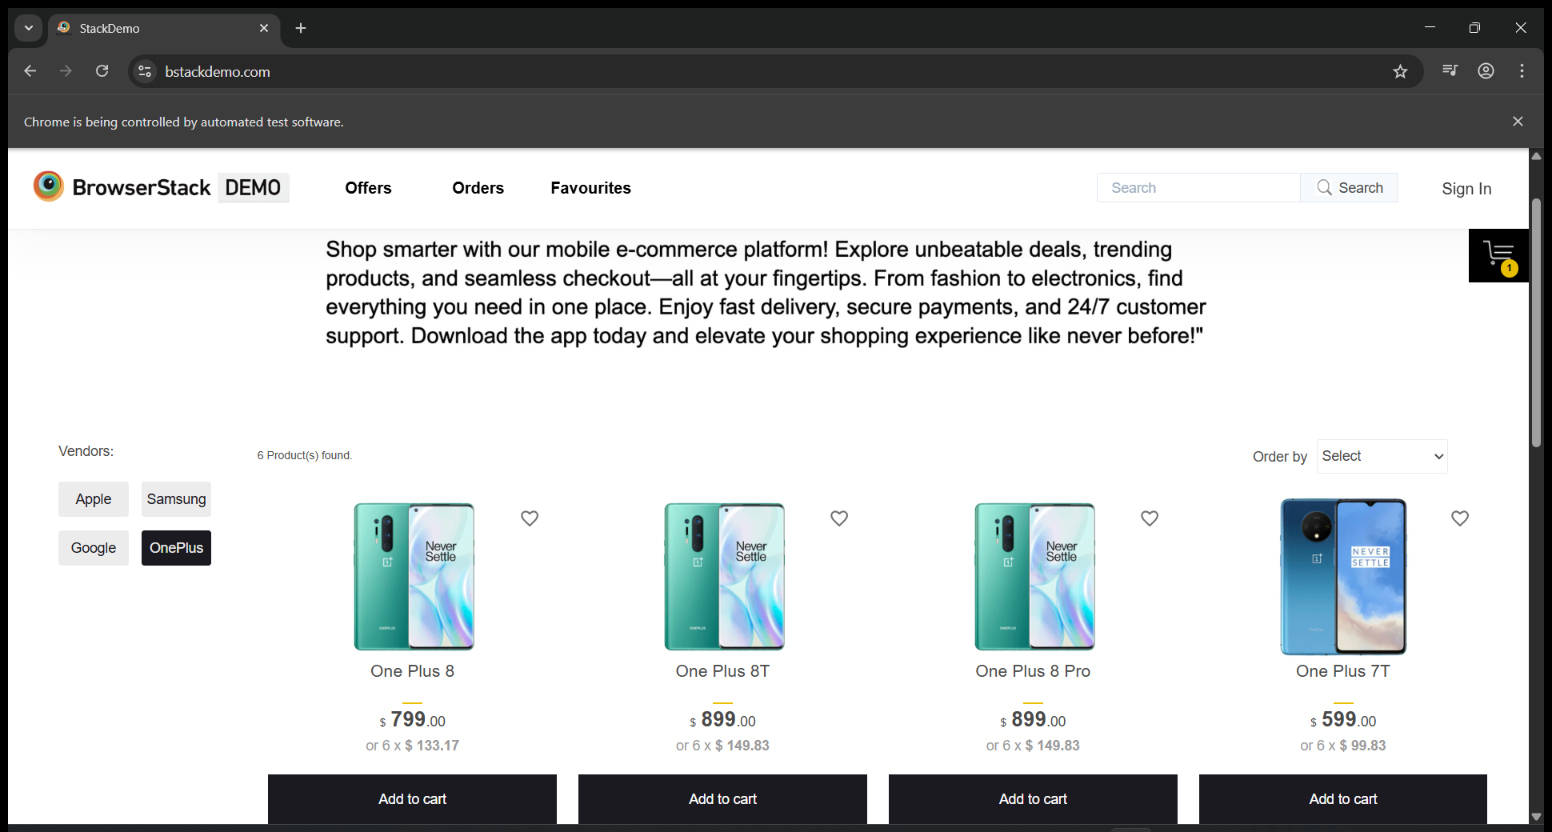 StackDemo
bstackdemo.com
Chrome is being controlled by automated test software.
BrowserStack DEMO
Offers
Orders
Favourites
Search
Search
Sign In
1
Shop smarter with our mobile e-commerce platform! Explore unbeatable deals, trending
products, and seamless checkout—all at your fingertips. From fashion to electronics, find
everything you need in one place. Enjoy fast delivery, secure payments, and 24/7 customer
support. Download the app today and elevate your shopping experience like never before!"
Vendors:
6 Product(s) found.
Order by Select
Apple Samsung
Google OnePlus
Never
Settle
ONEPLUS
One Plus 8
$ 799.00
or 6 x $ 133.17
Add to cart
Never
Settle
ONEPLUS
One Plus 8T
$ 899.00
or 6 x $ 149.83
Add to cart
Never
Settle
ONEPLUS
One Plus 8 Pro
$ 899.00
or 6 x $ 149.83
Add to cart
NEVER
SETTLE
One Plus 7T
$ 599.00
or 6 x $ 99.83
Add to cart